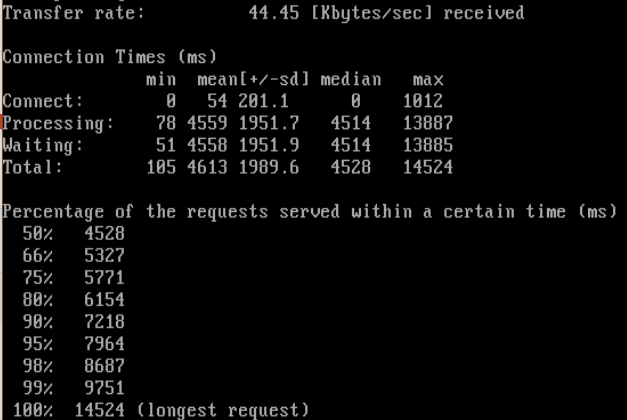 Transfer rate:          44.45 [Kbytes/sec] received

Connection Times (ms)
              min  mean[+/-sd] median   max
Connect:        0   54 201.1      0    1012
Processing:    78 4559 1951.7   4514   13887
Waiting:       51 4558 1951.9   4514   13885
Total:        105 4613 1989.6   4528   14524

Percentage of the requests served within a certain time (ms)
  50%   4528
  66%   5327
  75%   5771
  80%   6154
  90%   7218
  95%   7964
  98%   8687
  99%   9751
 100%  14524 (longest request)